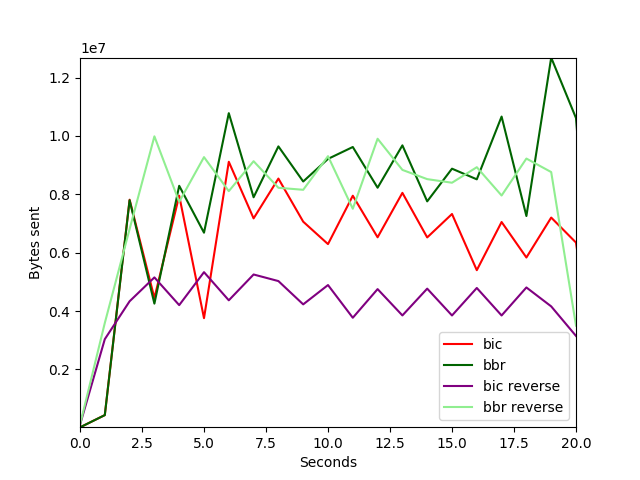 1e7
1.2
1.0
0.8
0.6
0.4
0.2
Bytes sent
0.0 2.5 5.0 7.5 10.0 12.5 15.0 17.5 20.0
Seconds
bic
bbr
bic reverse
bbr reverse